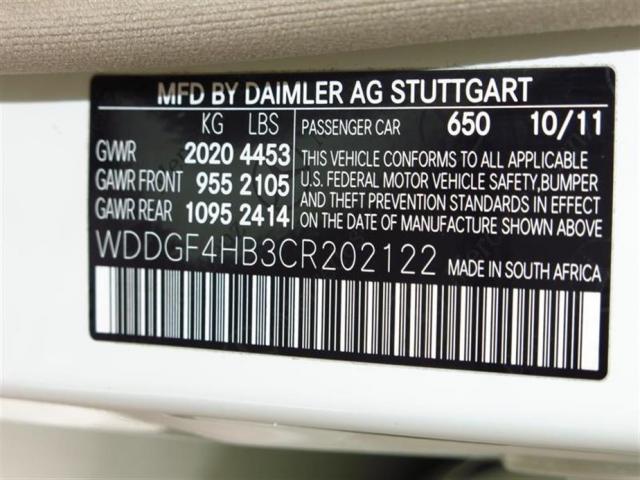 MFD BY DAIMLER AG STUTTGART
KG LBS
GVWR 2020 4453
GAWR FRONT 955 2105
GAWR REAR 1095 2414
PASSENGER CAR 650 10/11
THIS VEHICLE CONFORMS TO ALL APPLICABLE
U.S. FEDERAL MOTOR VEHICLE SAFETY,BUMPER
AND THEFT PREVENTION STANDARDS IN EFFECT
ON THE DATE OF MANUFACTURE SHOWN ABOVE
WDDGF4HB3CR202122 MADE IN SOUTH AFRICA